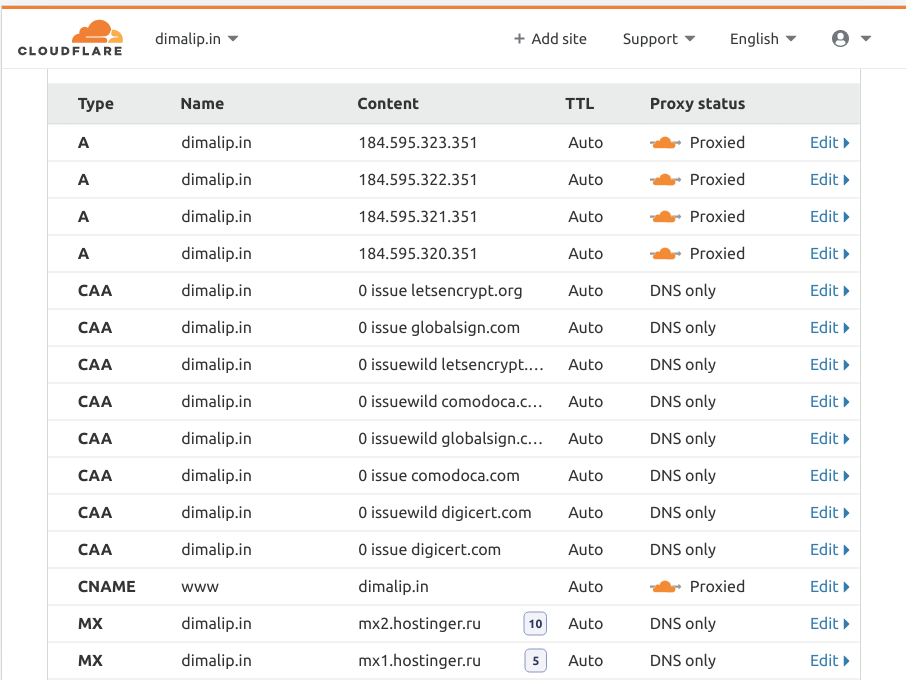 CLOUDFLARE dimalip.in + Add site Support English
Type Name Content TTL Proxy status
A dimalip.in 184.595.323.351 Auto Proxied Edit
A dimalip.in 184.595.322.351 Auto Proxied Edit
A dimalip.in 184.595.321.351 Auto Proxied Edit
A dimalip.in 184.595.320.351 Auto Proxied Edit
CAA dimalip.in 0 issue letsencrypt.org Auto DNS only Edit
CAA dimalip.in 0 issue globalsign.com Auto DNS only Edit
CAA dimalip.in 0 issuewild letsencrypt.… Auto DNS only Edit
CAA dimalip.in 0 issuewild comodoca.c… Auto DNS only Edit
CAA dimalip.in 0 issuewild globalsign.c… Auto DNS only Edit
CAA dimalip.in 0 issue comodoca.com Auto DNS only Edit
CAA dimalip.in 0 issuewild digicert.com Auto DNS only Edit
CAA dimalip.in 0 issue digicert.com Auto DNS only Edit
CNAME www dimalip.in Auto Proxied Edit
MX dimalip.in mx2.hostinger.ru 10 Auto DNS only Edit
MX dimalip.in mx1.hostinger.ru 5 Auto DNS only Edit